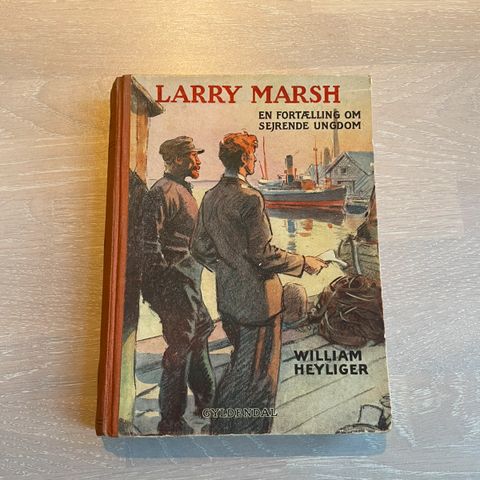 LARRY MARSH
EN FORTÆLLING OM
SEJRENDE UNGDOM
WILLIAM
HEYLIGER
GYLDENDAL